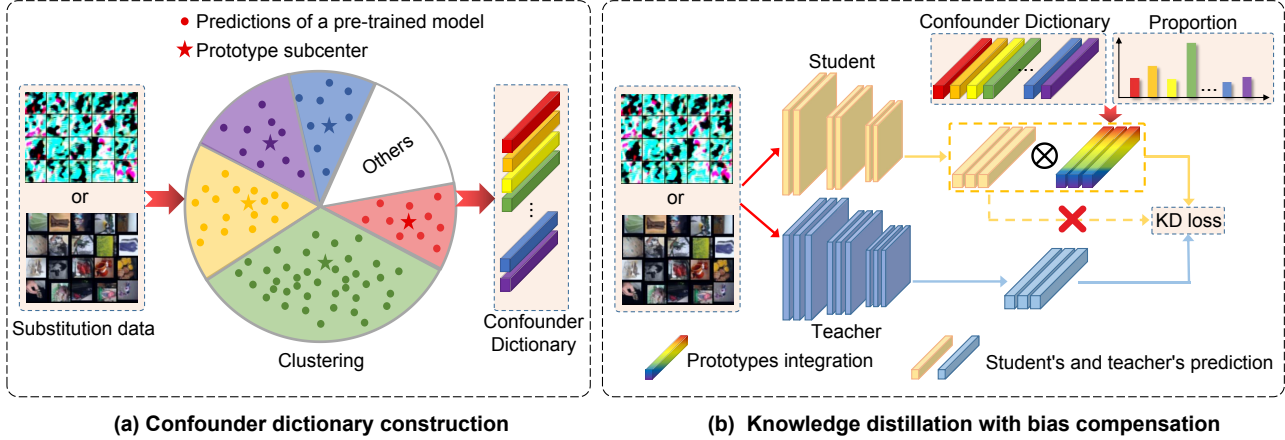 Predictions of a pre-trained model
Prototype subcenter
or
Substitution data
Others
Clustering
...
Confounder
Dictionary
(a) Confounder dictionary construction
Confounder Dictionary
Proportion
...
...
Student
or
Teacher
KD loss
Prototypes integration
Student's and teacher's prediction
(b) Knowledge distillation with bias compensation